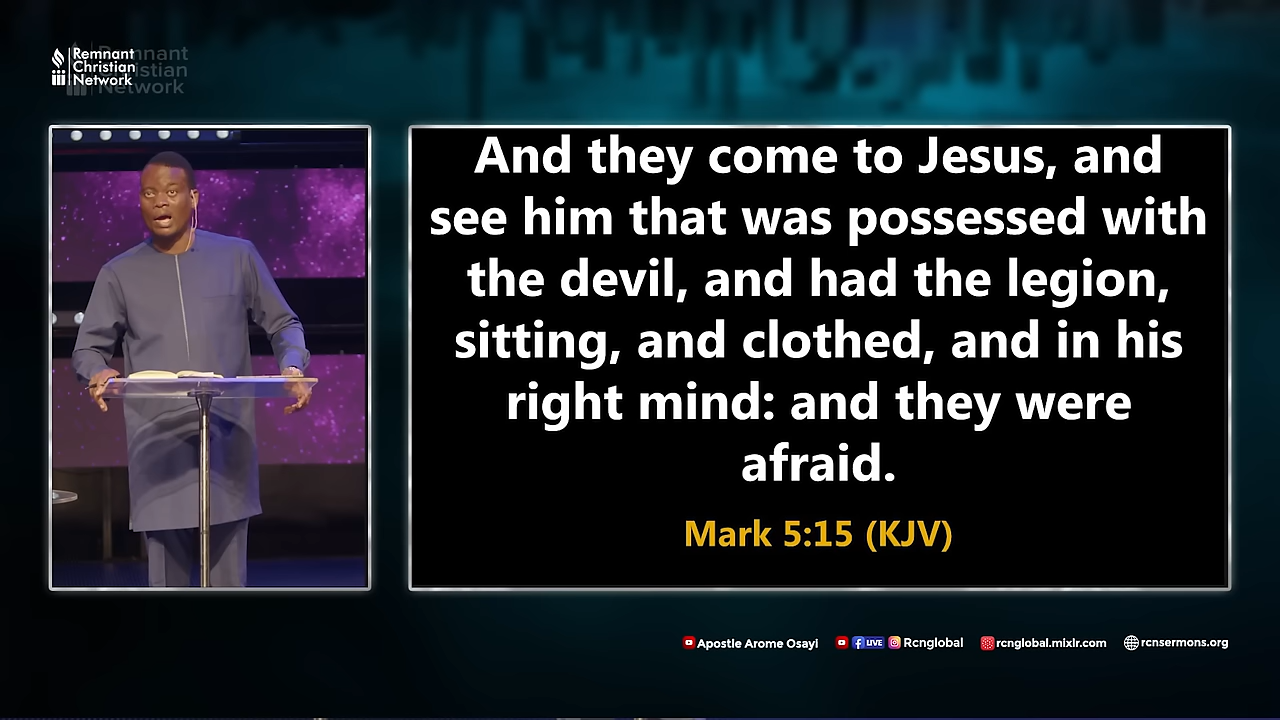 Remnant
Christian
Network
And they come to Jesus, and
see him that was possessed with
the devil, and had the legion,
sitting, and clothed, and in his
right mind: and they were
afraid.
Mark 5:15 (KJV)
Apostle Arome Osayi
LIVE
Rcnglobal
rcnglobal.mixlr.com
rcnsermons.org